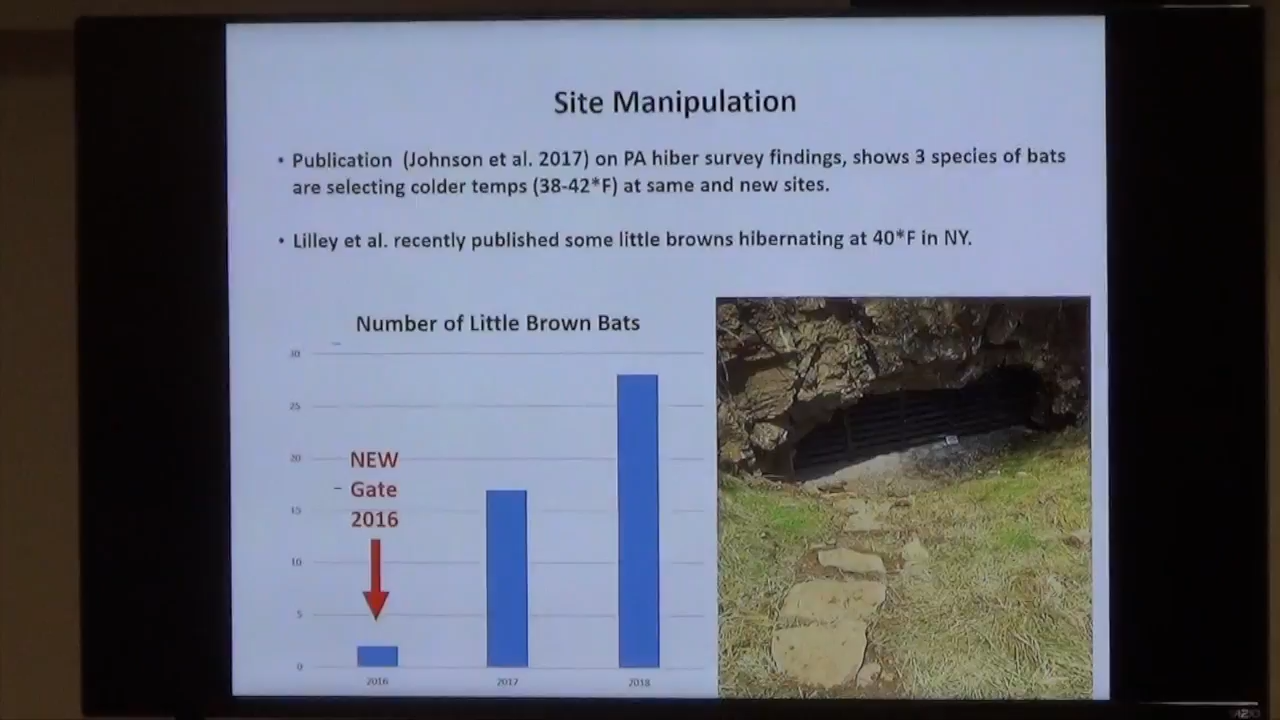 Site Manipulation
• Publication (Johnson et al. 2017) on PA hiber survey findings, shows 3 species of bats
are selecting colder temps (38-42*F) at same and new sites.
• Lilley et al. recently published some little browns hibernating at 40*F in NY.
Number of Little Brown Bats
30
25
20
15
10
5
0
NEW
- Gate
2016
2016
2017
2018